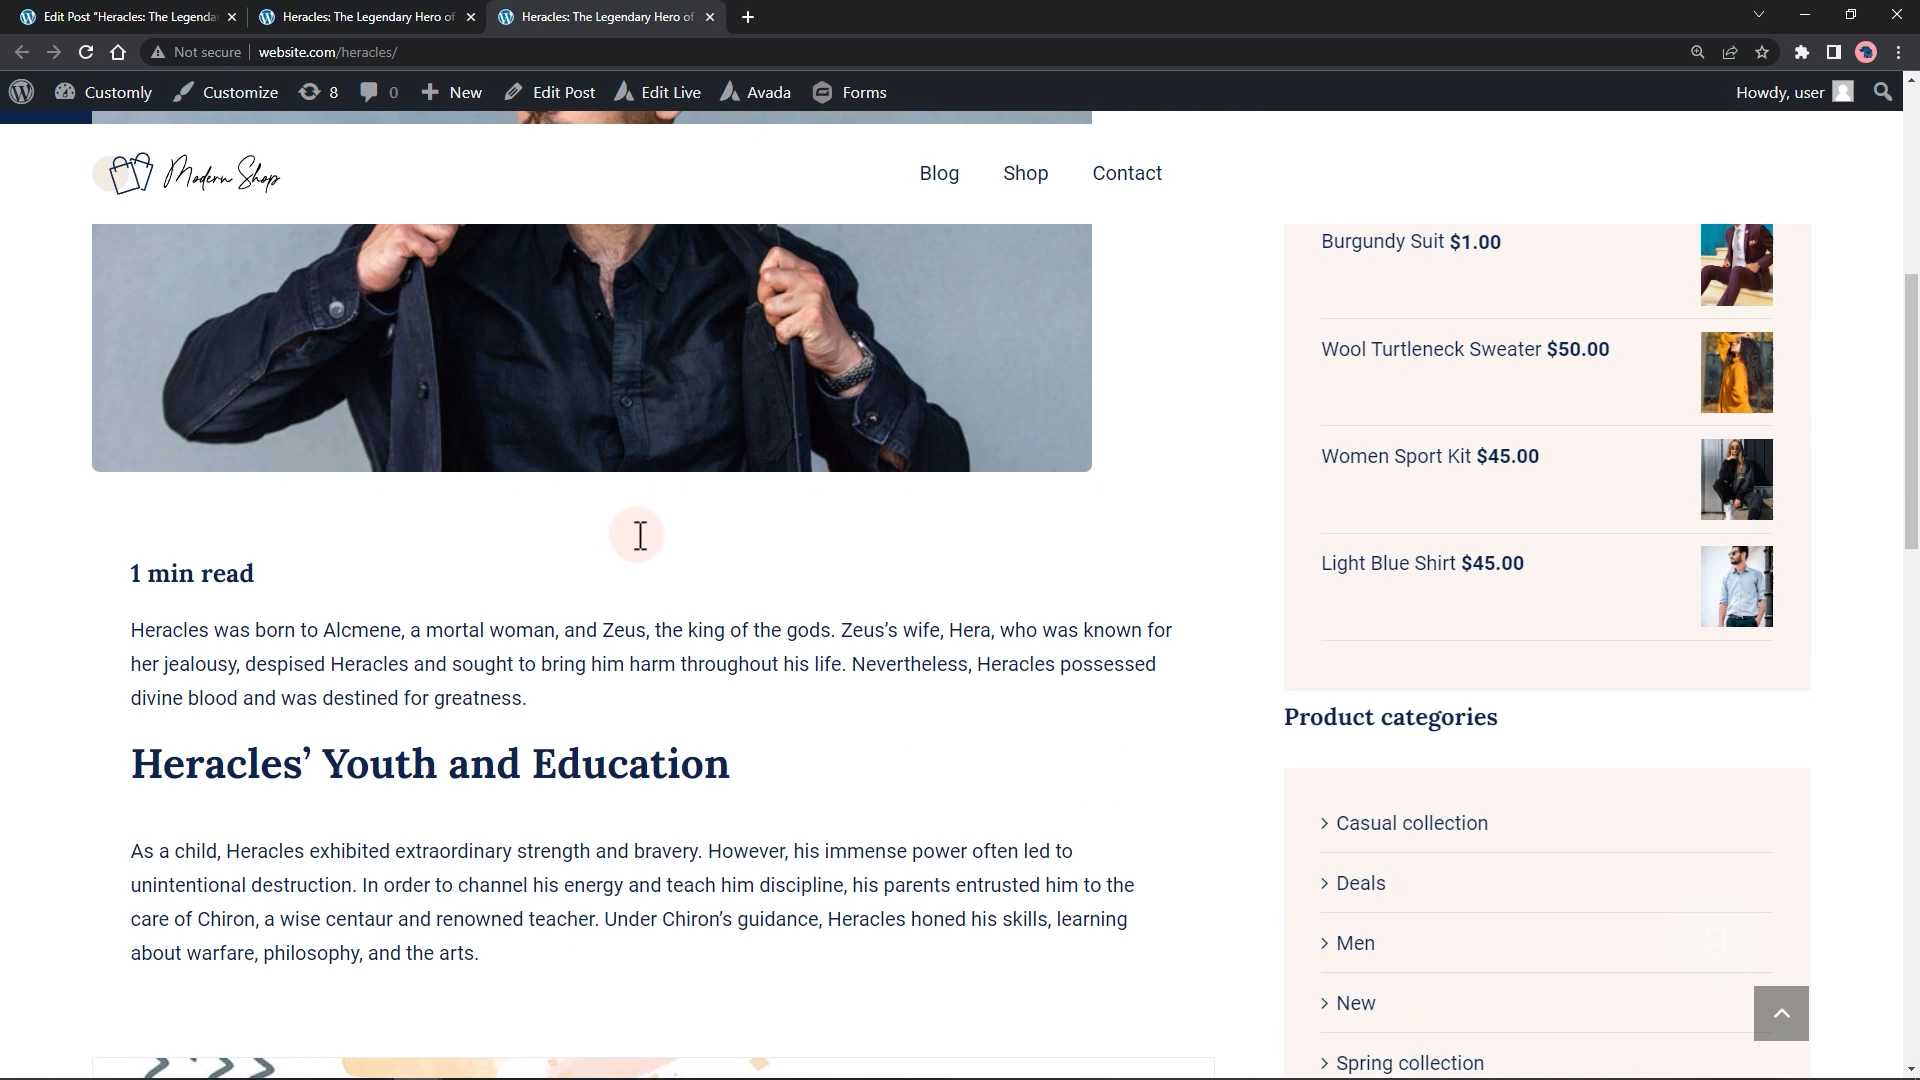 Edit Post “Heracles: The Legenda
Heracles: The Legendary Hero of
Heracles: The Legendary Hero of
Not secure
website.com/heracles/
Customly
Customize
8
0
New
Edit Post
Edit Live
Avada
Forms
Howdy, user
Modern Shop
Blog
Shop
Contact
Burgundy Suit $1.00
Wool Turtleneck Sweater $50.00
Women Sport Kit $45.00
Light Blue Shirt $45.00
1 min read
Heracles was born to Alcmene, a mortal woman, and Zeus, the king of the gods. Zeus’s wife, Hera, who was known for
her jealousy, despised Heracles and sought to bring him harm throughout his life. Nevertheless, Heracles possessed
divine blood and was destined for greatness.
Heracles’ Youth and Education
As a child, Heracles exhibited extraordinary strength and bravery. However, his immense power often led to
unintentional destruction. In order to channel his energy and teach him discipline, his parents entrusted him to the
care of Chiron, a wise centaur and renowned teacher. Under Chiron’s guidance, Heracles honed his skills, learning
about warfare, philosophy, and the arts.
Product categories
Casual collection
Deals
Men
New
Spring collection